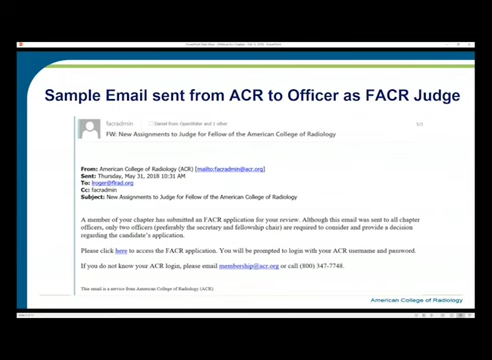 Sample Email sent from ACR to Officer as FACR Judge
facradmin
FW: New Assignments to Judge for Fellow of the American College of Radiology
From: American College of Radiology (ACR) [mailto:facradmin@acr.org]
Sent: Thursday, May 31, 2018 10:31 AM
To: lroger@flrad.org
Cc: facradmin
Subject: New Assignments to Judge for Fellow of the American College of Radiology
A member of your chapter has submitted an FACR application for your review. Although this email was sent to all chapter
officers, only two officers (preferably the secretary and fellowship chair) are required to consider and provide a decision
regarding the candidate's application.
Please click here to access the FACR application. You will be prompted to login with your ACR username and password.
If you do not know your ACR login, please email membership@acr.org or call (800) 347-7748.
This email is a service from American College of Radiology (ACR)
American College of Radiology